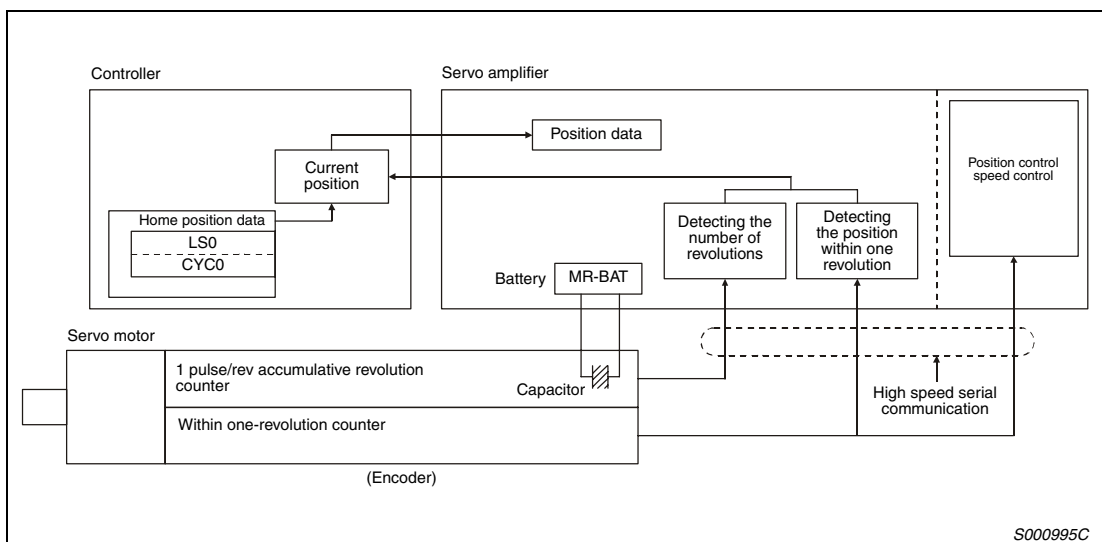 Controller
Servo amplifier
Position data
Current
position
Position control
speed control
Home position data
LS0
CYC0
Detecting the
number of
revolutions
Detecting
the position
within one
revolution
Battery
MR-BAT
Servo motor
1 pulse/rev accumulative revolution
counter
Capacitor
High speed serial
communication
Within one-revolution counter
(Encoder)
S000995C